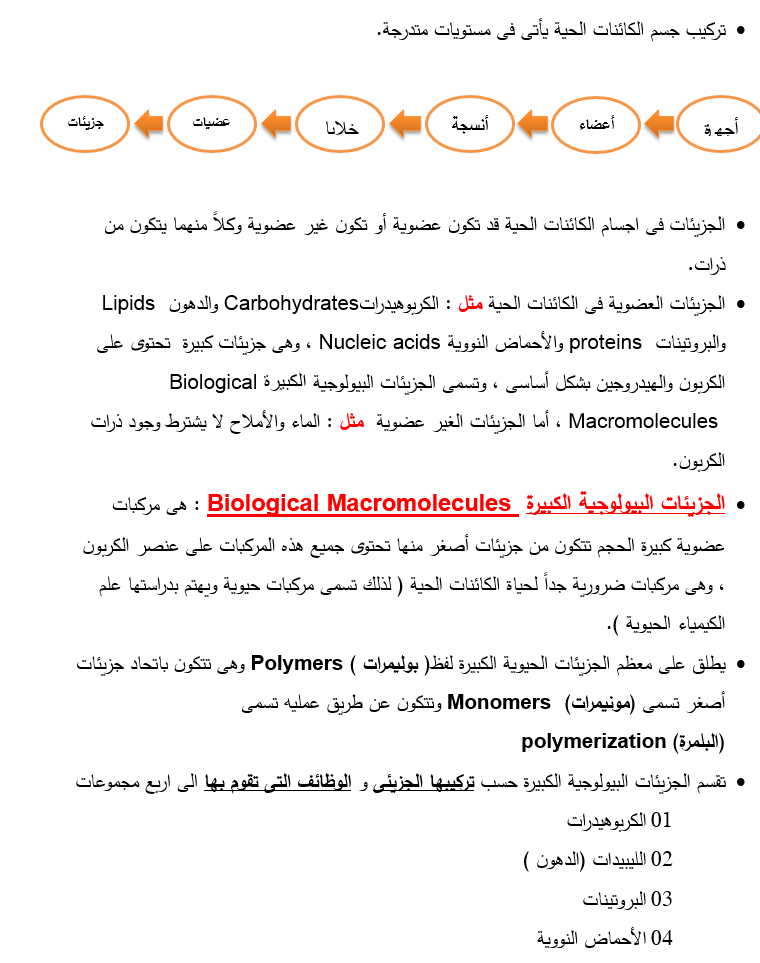 • تركيب جسم الكائنات الحية يأتى فى مستويات متدرجة.
أجهزة أعضاء أنسجة خلايا عضيات جزيئات
• الجزيئات فى اجسام الكائنات الحية قد تكون عضوية أو تكون غير عضوية وكلاً منهما يتكون من
ذرات.
• الجزيئات العضوية فى الكائنات الحية مثل : الكربوهيدرات Carbohydrates والدهون Lipids
والبروتينات proteins والأحماض النووية Nucleic acids ، وهى جزيئات كبيرة تحتوى على
الكربون والهيدروجين بشكل أساسى ، وتسمى الجزيئات البيولوجية الكبيرة Biological
Macromolecules ، أما الجزيئات الغير عضوية مثل : الماء والأملاح لا يشترط وجود ذرات
الكربون.
• الجزيئات البيولوجية الكبيرة Biological Macromolecules : هى مركبات
عضوية كبيرة الحجم تتكون من جزيئات أصغر منها تحتوى جميع هذه المركبات على عنصر الكربون
، وهى مركبات ضرورية جداً لحياة الكائنات الحية ( لذلك تسمى مركبات حيوية ويهتم بدراستها علم
الكيمياء الحيوية ).
• يطلق على معظم الجزيئات الحيوية الكبيرة لفظ( بوليمرات ) Polymers وهى تتكون باتحاد جزيئات
أصغر تسمى (مونيمرات) Monomers وتتكون عن طريق عمليه تسمى
(البلمرة) polymerization
• تقسم الجزيئات البيولوجية الكبيرة حسب تركيبها الجزيئى و الوظائف التى تقوم بها الى اربع مجموعات
01 الكربوهيدرات
02 الليبيدات (الدهون )
03 البروتينات
04 الأحماض النووية